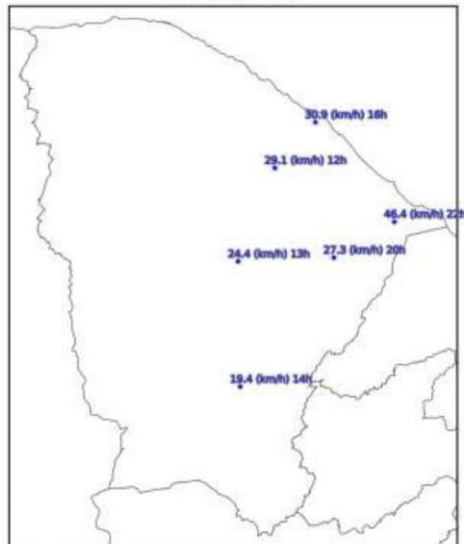 30.9 (km/h) 16h
29.1 (km/h) 12h
46.4 (km/h) 22h
24.4 (km/h) 13h
27.3 (km/h) 20h
19.4 (km/h) 14h